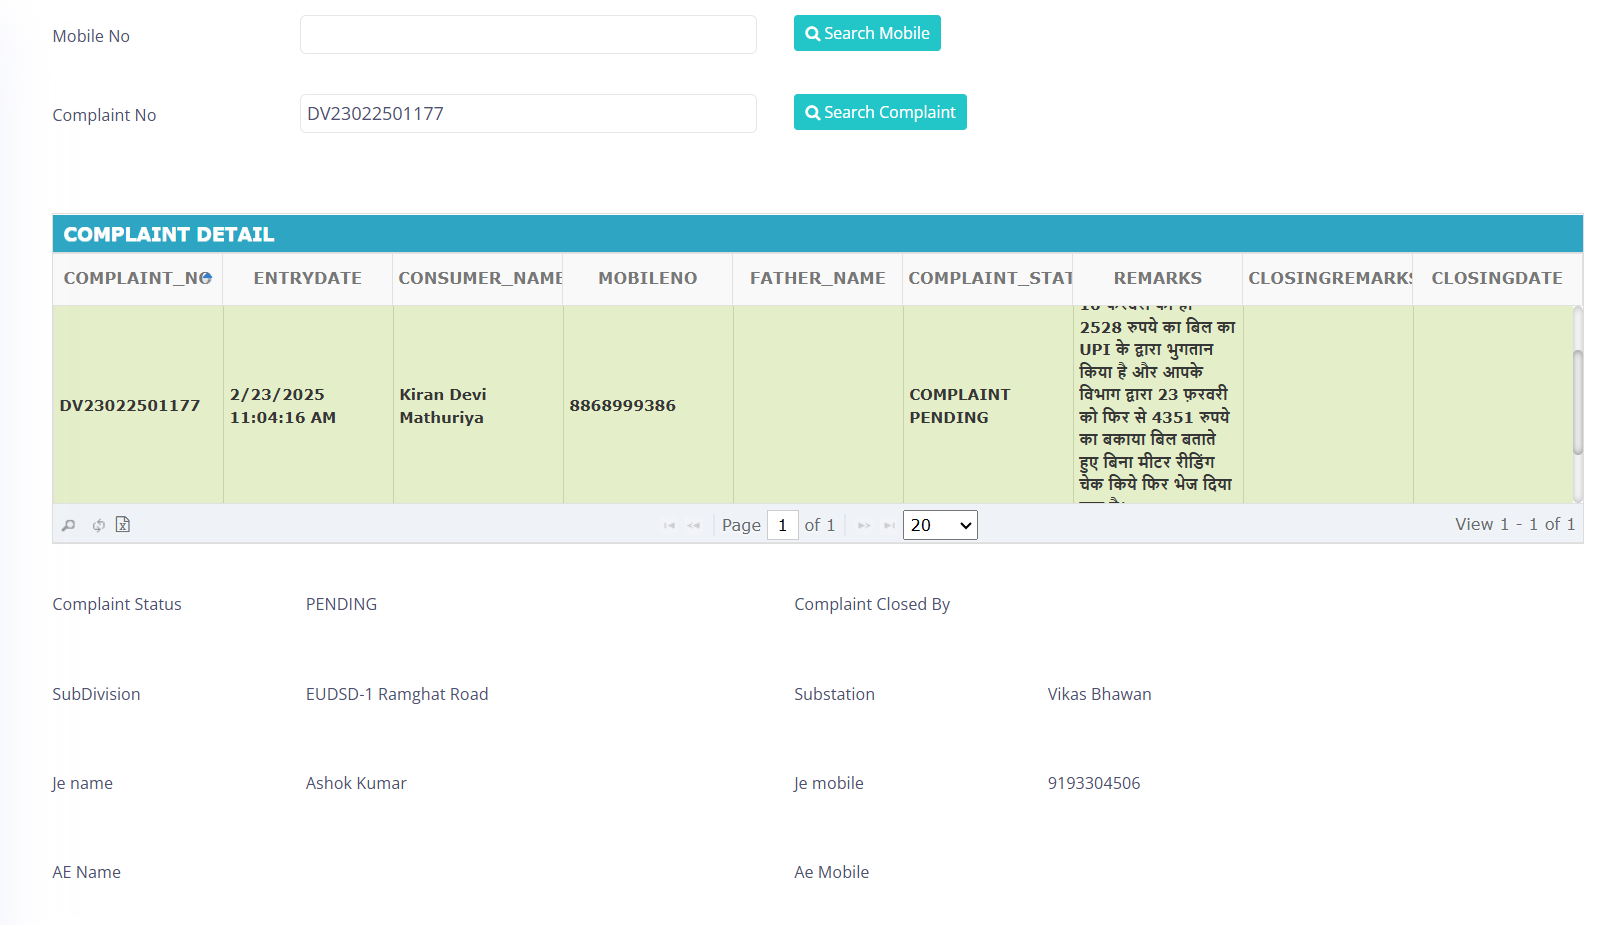 Mobile No
Search Mobile
Complaint No
DV23022501177
Search Complaint
COMPLAINT DETAIL
COMPLAINT_NO ENTRYDATE CONSUMER_NAME MOBILENO FATHER_NAME COMPLAINT_STAT REMARKS CLOSINGREMARKS CLOSINGDATE
DV23022501177
2/23/2025
11:04:16 AM
Kiran Devi
Mathuriya
8868999386
COMPLAINT
PENDING
2528 रुपये का बिल का
UPI के द्वारा भुगतान
किया है और आपके
विभाग द्वारा 23 फ़रवरी
को फिर से 4351 रुपये
का बकाया बिल बताते
हुए बिना मीटर रीडिंग
चेक किये फिर भेज दिया
Page 1 of 1 20 View 1 - 1 of 1
Complaint Status PENDING Complaint Closed By
SubDivision EUDSD-1 Ramghat Road Substation Vikas Bhawan
Je name Ashok Kumar Je mobile 9193304506
AE Name Ae Mobile